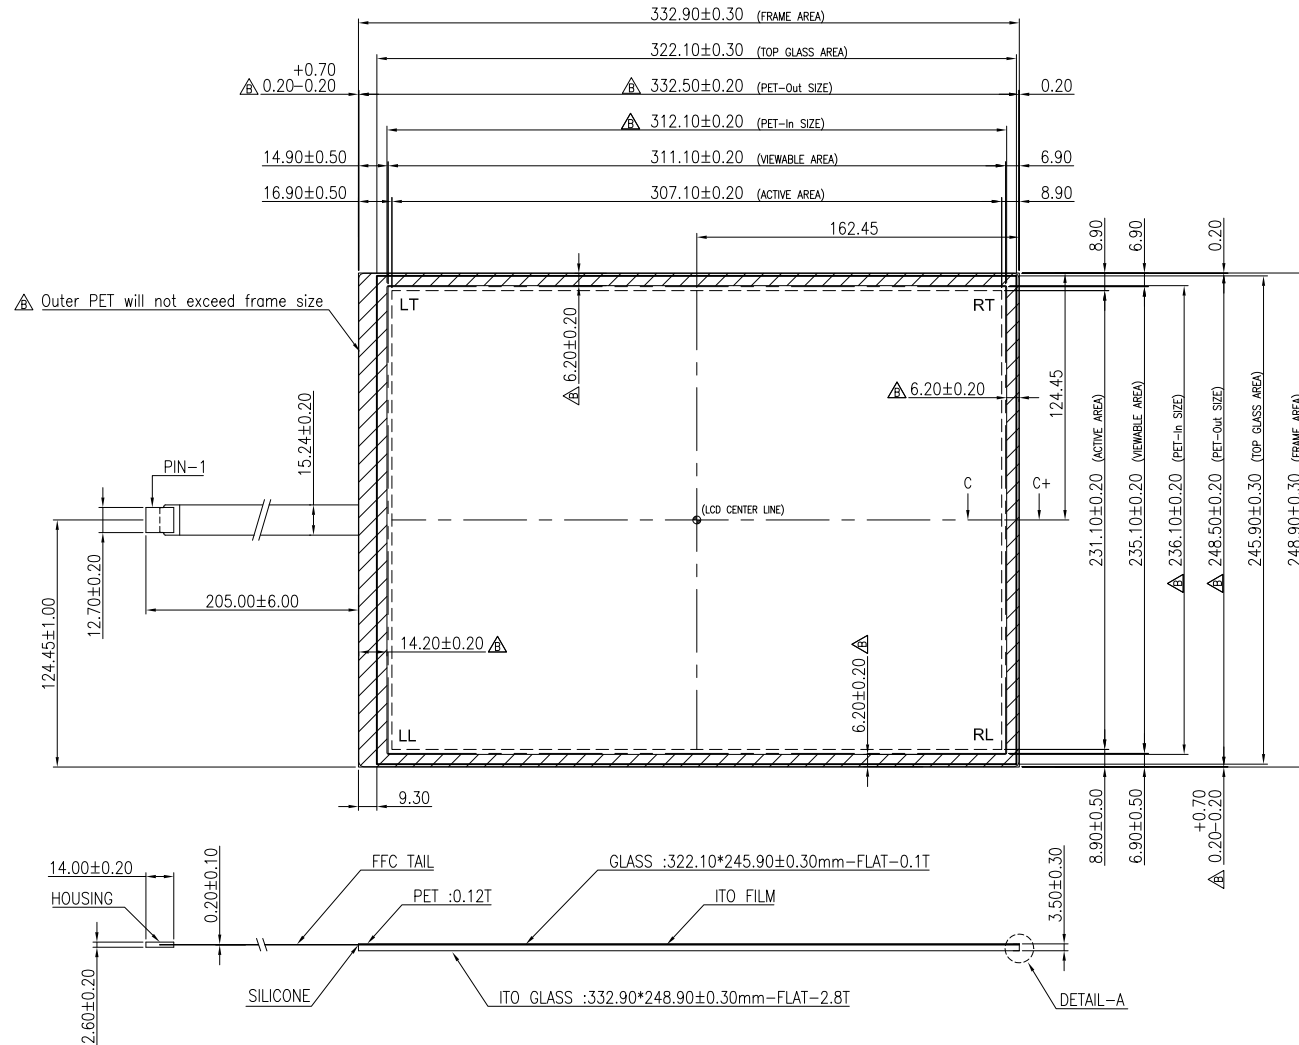 332.90±0.30 (FRAME AREA)
322.10±0.30 (TOP GLASS AREA)
+0.70
B 0.20-0.20
B 332.50±0.20 (PET-Out SIZE)
0.20
B 312.10±0.20 (PET-In SIZE)
14.90±0.50
311.10±0.20 (VIEWABLE AREA)
6.90
16.90±0.50
307.10±0.20 (ACTIVE AREA)
8.90
162.45
8.90
6.90
0.20
B Outer PET will not exceed frame size
LT
RT
B 6.20±0.20
B 6.20±0.20
124.45
15.24±0.20
PIN-1
C
C+
(LCD CENTER LINE)
231.10±0.20 (ACTIVE AREA)
235.10±0.20 (VIEWABLE AREA)
B 236.10±0.20 (PET-In SIZE)
B 248.50±0.20 (PET-Out SIZE)
245.90±0.30 (TOP GLASS AREA)
248.90±0.30 (FRAME AREA)
12.70±0.20
205.00±6.00
124.45±1.00
14.20±0.20 B
6.20±0.20 B
LL
RL
9.30
8.90±0.50
6.90±0.50
+0.70
B 0.20-0.20
14.00±0.20
HOUSING
0.20±0.10
FFC TAIL
PET :0.12T
GLASS :322.10*245.90±0.30mm-FLAT-0.1T
ITO FILM
3.50±0.30
2.60±0.20
SILICONE
ITO GLASS :332.90*248.90±0.30mm-FLAT-2.8T
DETAIL-A